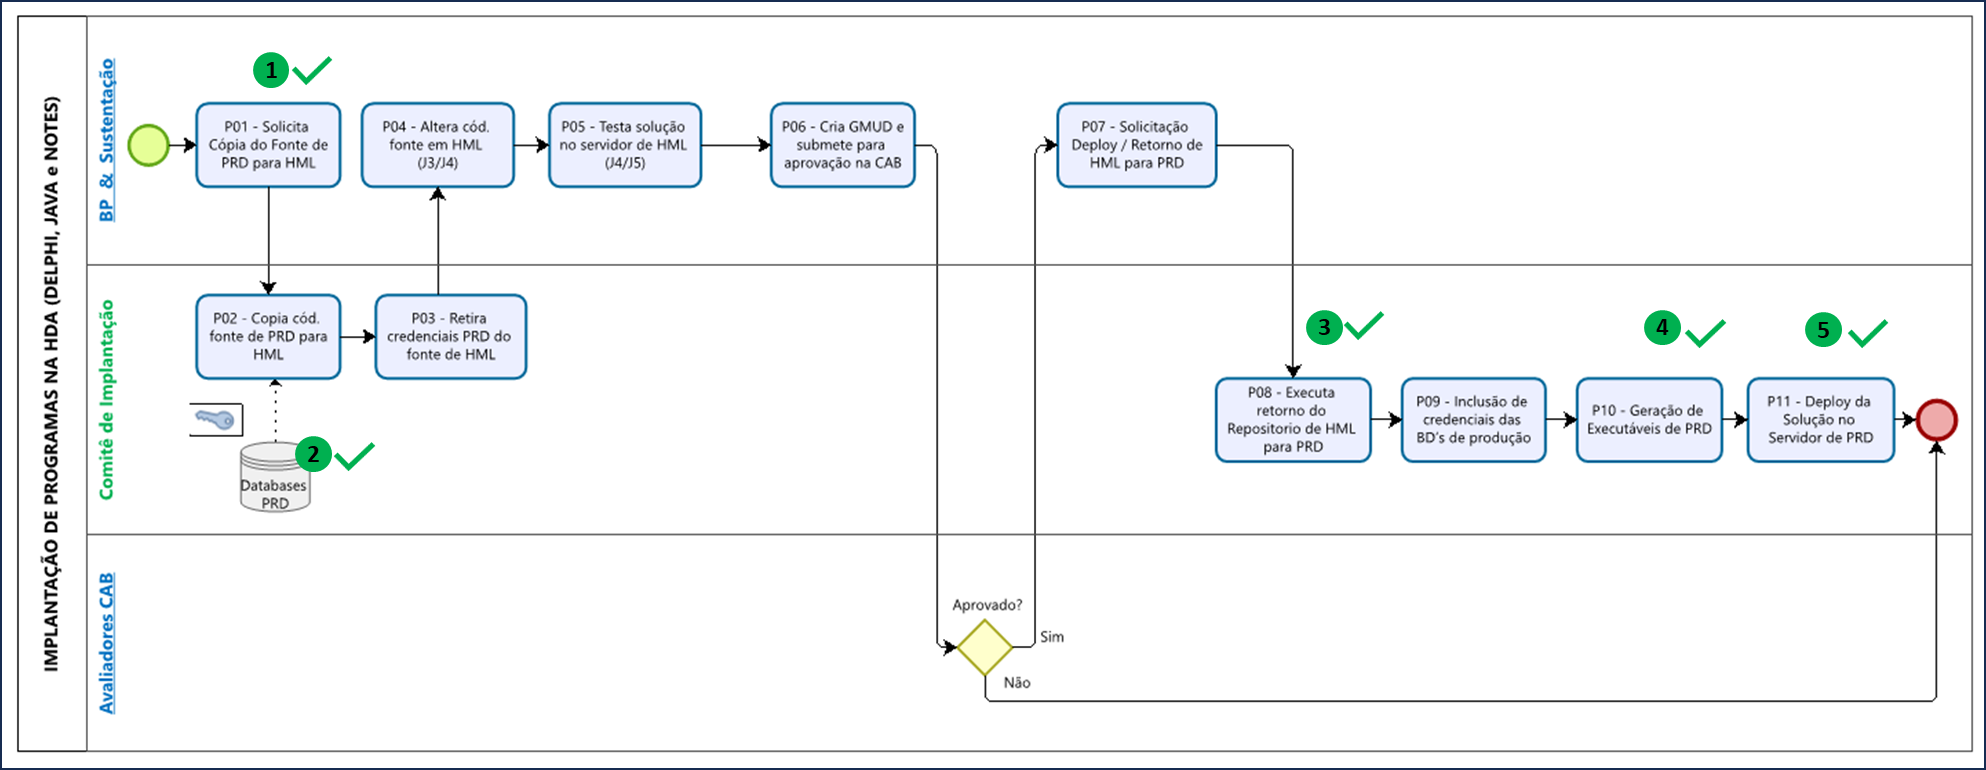 IMPLANTAÇÃO DE PROGRAMAS NA HDA (DELPHI, JAVA e NOTES)
BP & Sustentação
1
P01 - Solicita
Cópia do Fonte de
PRD para HML
P04 - Altera cód.
fonte em HML
(J3/J4)
P05 - Testa solução
no servidor de HML
(J4/J5)
P06 - Cria GMUD e
submete para
aprovação na CAB
P07 - Solicitação
Deploy / Retorno de
HML para PRD
Comitê de Implantação
P02 - Copia cód.
fonte de PRD para
HML
P03 - Retira
credenciais PRD do
fonte de HML
2
Databases
PRD
3
P08 - Executa
retorno do
Repositorio de HML
para PRD
P09 - Inclusão de
credenciais das
BD's de produção
4
P10 - Geração de
Executáveis de PRD
5
P11 - Deploy da
Solução no
Servidor de PRD
Avaliadores CAB
Aprovado?
Sim
Não